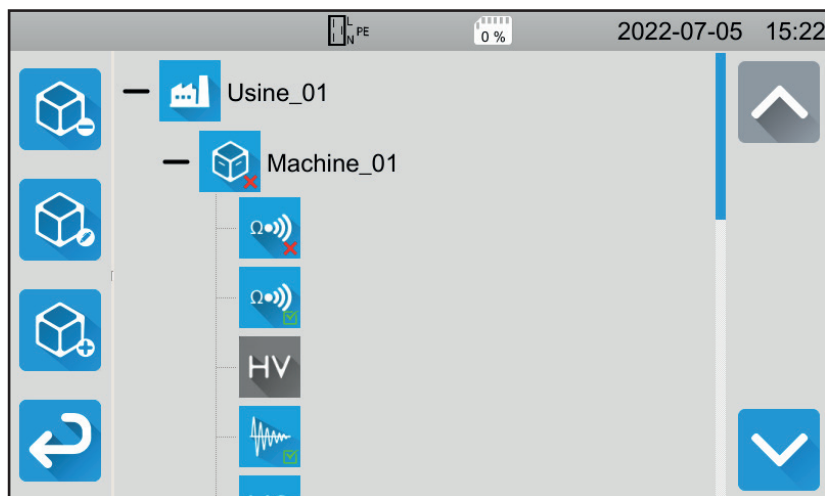 L
N PE
0 %
2022-07-05 15:22
Usine_01
Machine_01
Ω
Ω
HV